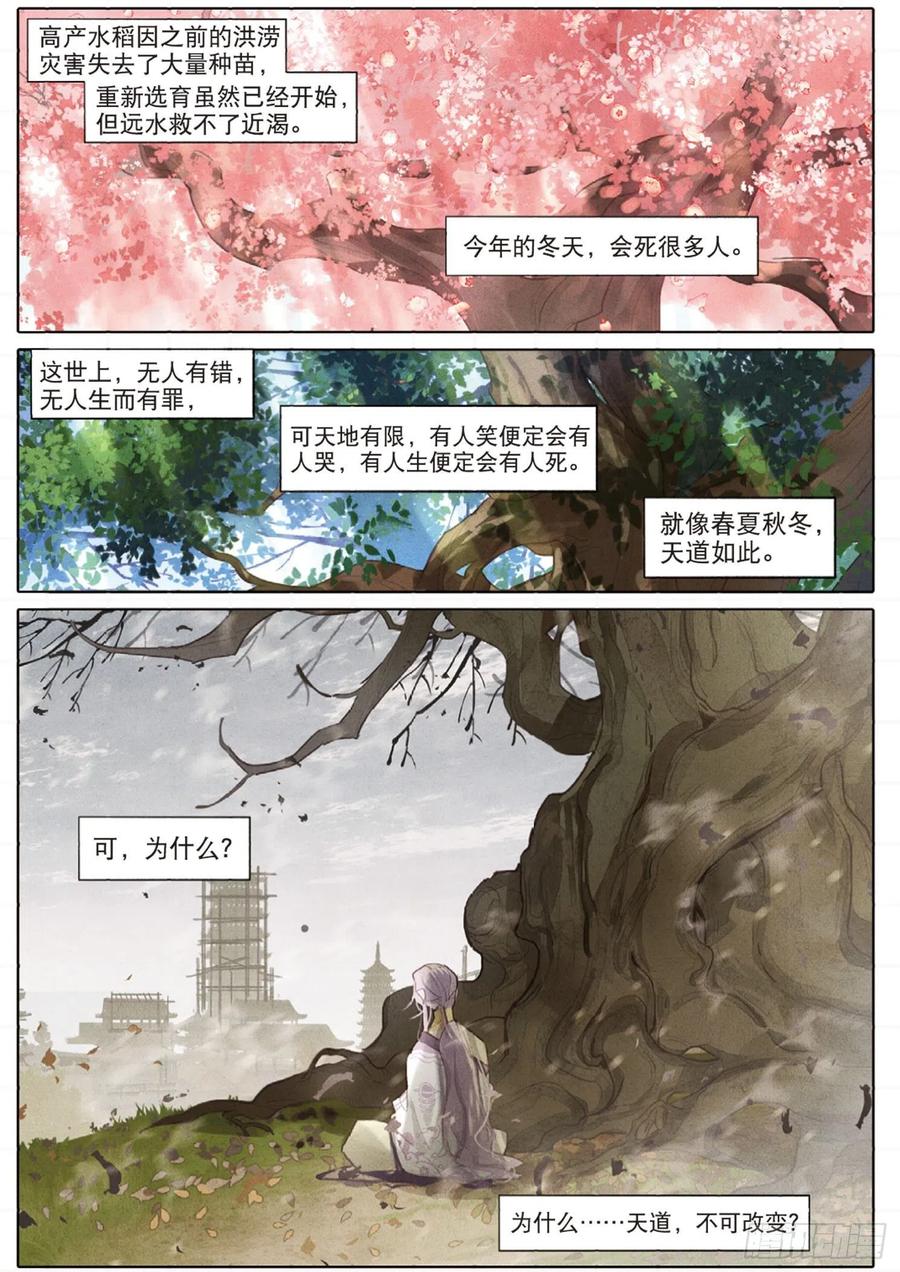 高产水稻因之前的洪涝
灾害失去了大量种苗，
重新选育虽然已经开始，
但远水救不了近渴。
今年的冬天，会死很多人。
这世上，无人有错，
无人生而有罪，
可天地有限，有人笑便定会有
人哭，有人生便定会有人死。
就像春夏秋冬，
天道如此。
可，为什么？
为什么……天道，不可改变？
腾讯动漫